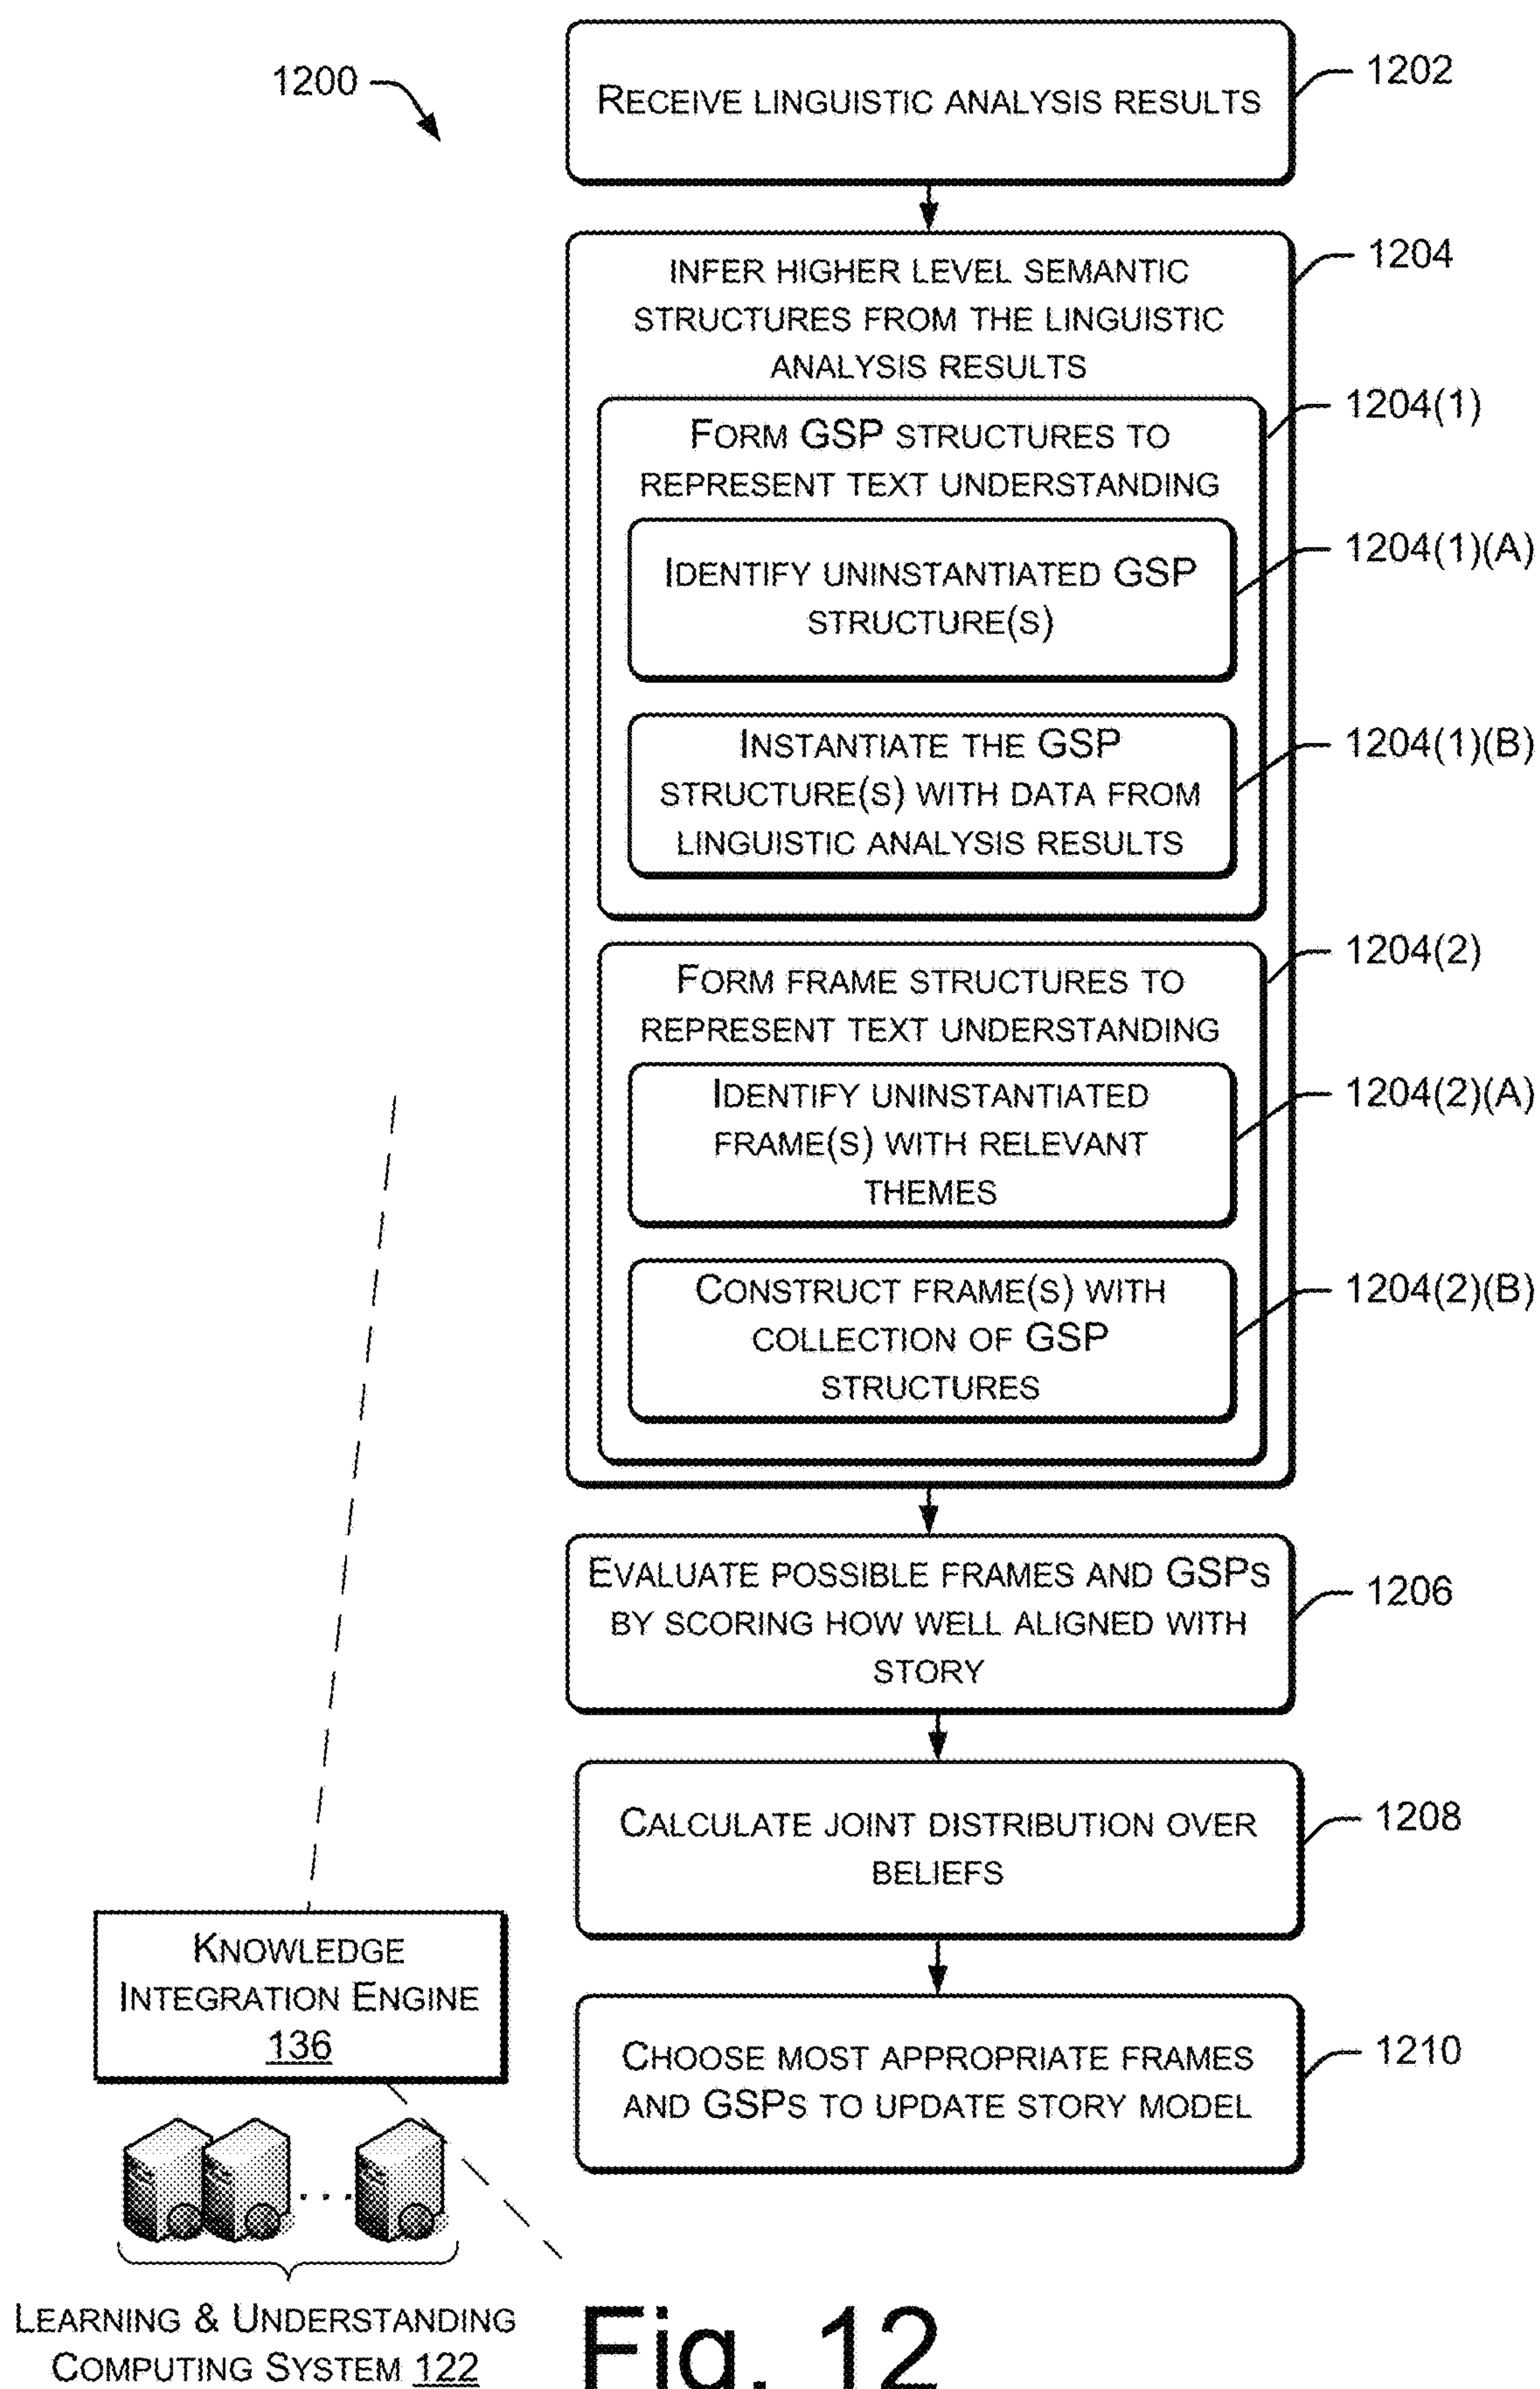 1200
RECEIVE LINGUISTIC ANALYSIS RESULTS
1202
INFER HIGHER LEVEL SEMANTIC
STRUCTURES FROM THE LINGUISTIC
ANALYSIS RESULTS
1204
FORM GSP STRUCTURES TO
REPRESENT TEXT UNDERSTANDING
1204(1)
IDENTIFY UNINSTANTIATED GSP
STRUCTURE(S)
1204(1)(A)
INSTANTIATE THE GSP
STRUCTURE(S) WITH DATA FROM
LINGUISTIC ANALYSIS RESULTS
1204(1)(B)
FORM FRAME STRUCTURES TO
REPRESENT TEXT UNDERSTANDING
1204(2)
IDENTIFY UNINSTANTIATED
FRAME(S) WITH RELEVANT
THEMES
1204(2)(A)
CONSTRUCT FRAME(S) WITH
COLLECTION OF GSP
STRUCTURES
1204(2)(B)
EVALUATE POSSIBLE FRAMES AND GSPS
BY SCORING HOW WELL ALIGNED WITH
STORY
1206
CALCULATE JOINT DISTRIBUTION OVER
BELIEFS
1208
CHOOSE MOST APPROPRIATE FRAMES
AND GSPS TO UPDATE STORY MODEL
1210
KNOWLEDGE
INTEGRATION ENGINE
136
...
LEARNING & UNDERSTANDING
COMPUTING SYSTEM 122
Fig. 12